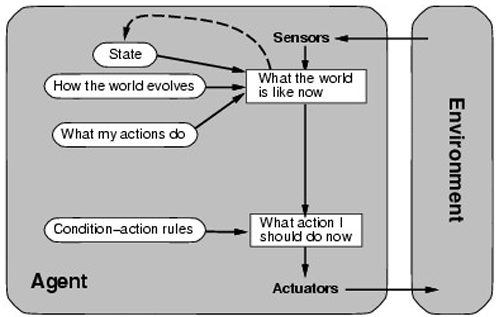 Sensors
State
What the world
is like now
How the world evolves
What my actions do
Condition–action rules
What action I
should do now
Agent
Actuators
Environment